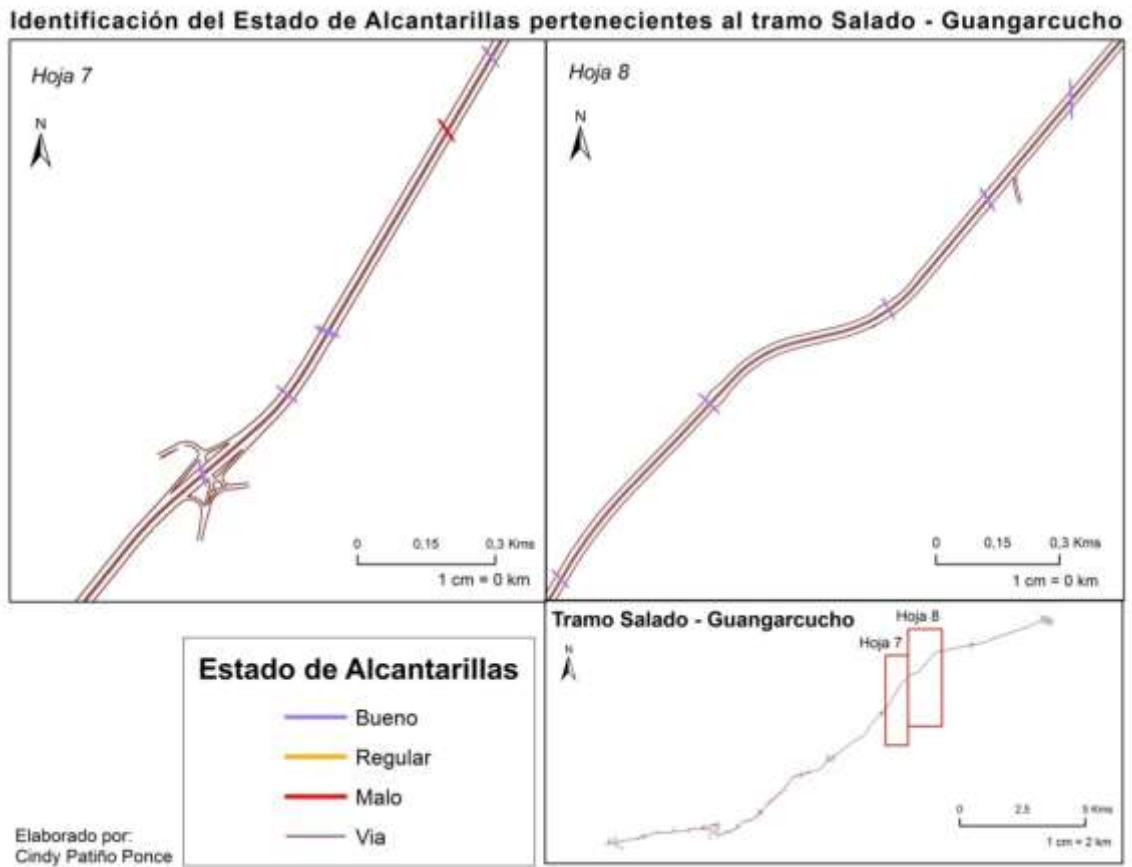 Identificación del Estado de Alcantarillas pertenecientes al tramo Salado - Guangarcucho
Hoja 7
N
0 0,15 0,3 Kms
1 cm = 0 km
Hoja 8
N
0 0,15 0,3 Kms
1 cm = 0 km
Estado de Alcantarillas
Bueno
Regular
Malo
Via
Elaborado por:
Cindy Patiño Ponce
Tramo Salado - Guangarcucho
N
Hoja 7
Hoja 8
0 2,5 5 Kms
1 cm = 2 km